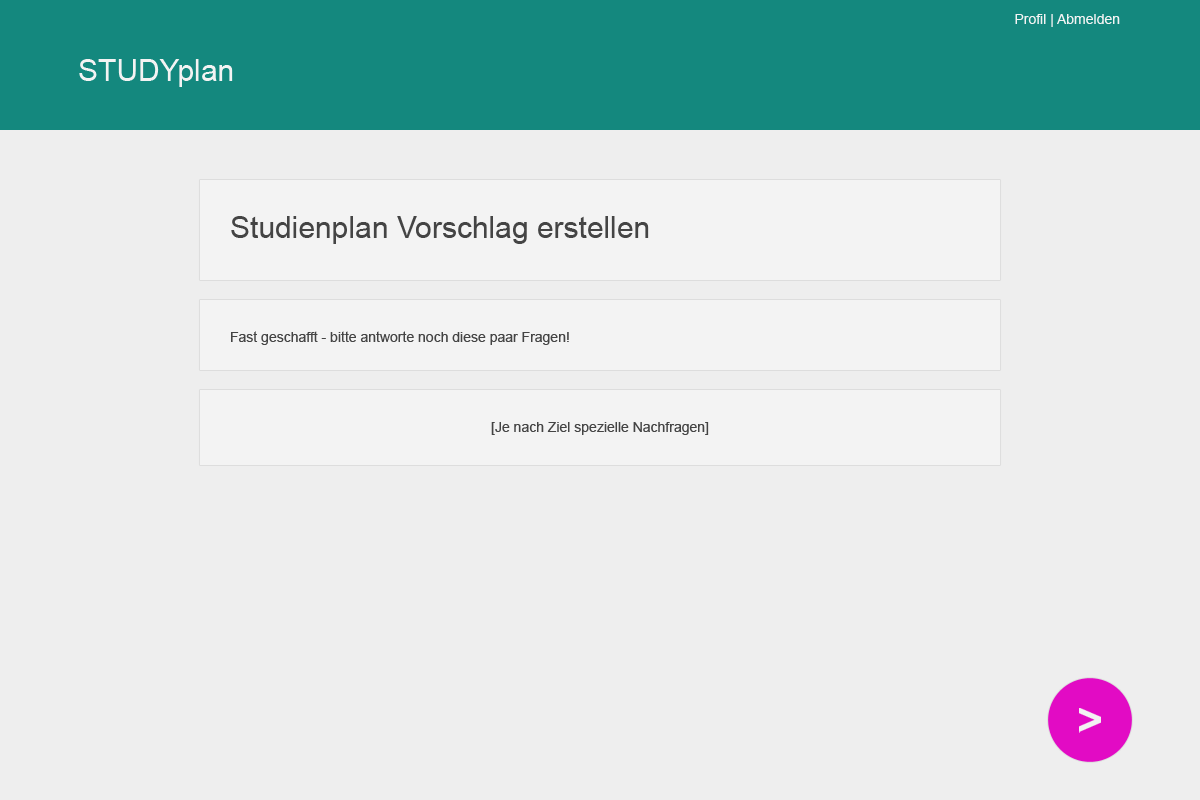 Profil | Abmelden
STUDYplan
Studienplan Vorschlag erstellen
Fast geschafft - bitte antworte noch diese paar Fragen!
[Je nach Ziel spezielle Nachfragen]
>